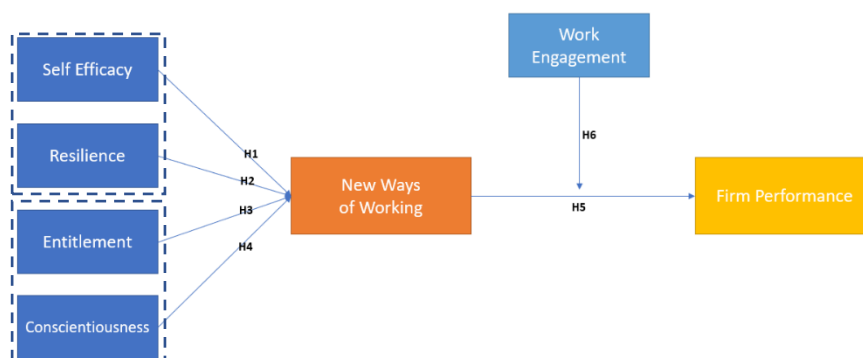 Work
Engagement
Self Efficacy
H6
Resilience
H1
H2
New Ways
of Working
Firm Performance
H3
H5
Entitlement
H4
Conscientiousness